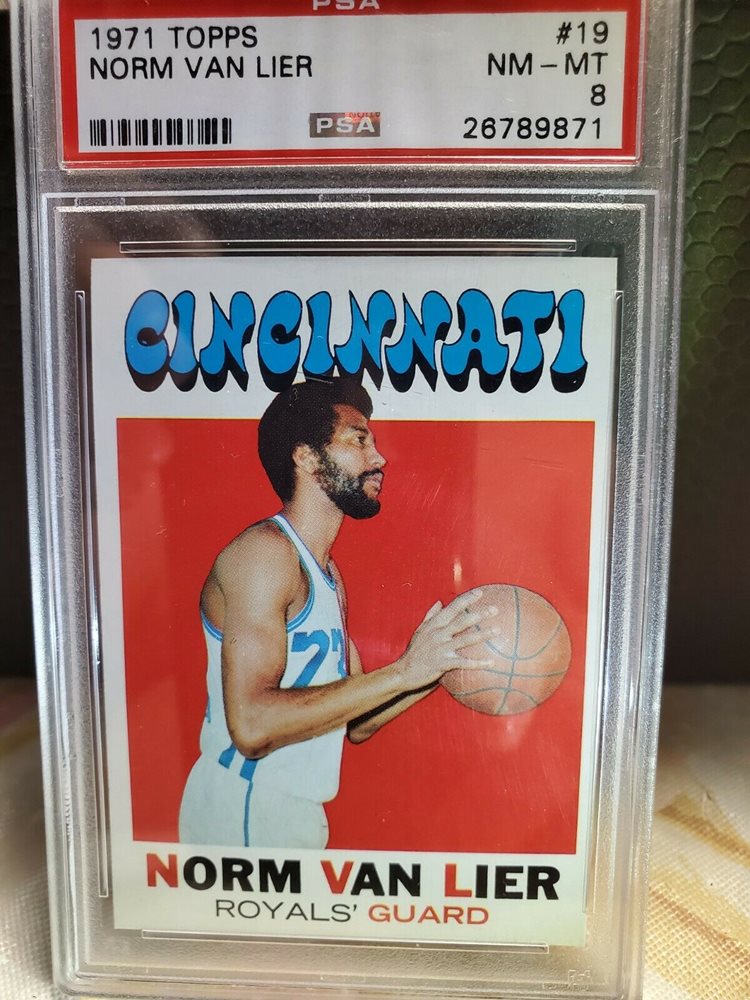 PSA
1971 TOPPS #19
NORM VAN LIER NM - MT
8
PSA 26789871
CINCINNATI
NORM VAN LIER
ROYALS' GUARD